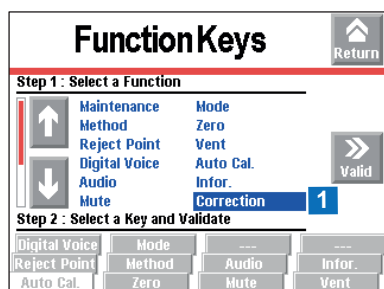 Function Keys
Return
Step 1 : Select a Function
Maintenance Mode
Method Zero
Reject Point Vent
Digital Voice Auto Cal.
Audio Infor.
Mute Correction
1
Valid
Step 2 : Select a Key and Validate
Digital Voice Mode --- ---
Reject Point Method Audio Infor.
Auto Cal. Zero Mute Vent